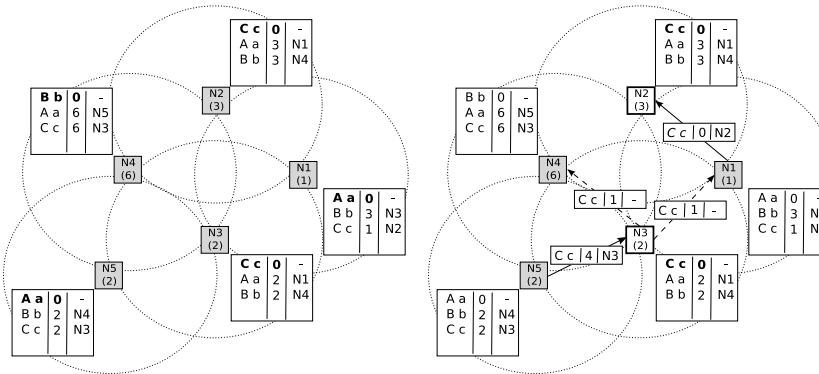 C c 0 -
A a 3 N1
B b 3 N4
N2
(3)
B b 0 -
A a 6 N5
C c 6 N3
N4
(6)
N1
(1)
A a 0 -
B b 3 N3
C c 1 N2
N3
(2)
C c 0 -
A a 2 N1
B b 2 N4
N5
(2)
A a 0 -
B b 2 N4
C c 2 N3
C c 0 -
A a 3 N1
B b 3 N4
N2
(3)
B b 0 -
A a 6 N5
C c 6 N3
C c 0 N2
N4
(6)
N1
(1)
C c 1 -
C c 1 -
A a 0 -
B b 3 N
C c 1 N
N3
(2)
C c 4 N3
C c 0 -
A a 2 N1
B b 2 N4
N5
(2)
A a 0 -
B b 2 N4
C c 2 N3